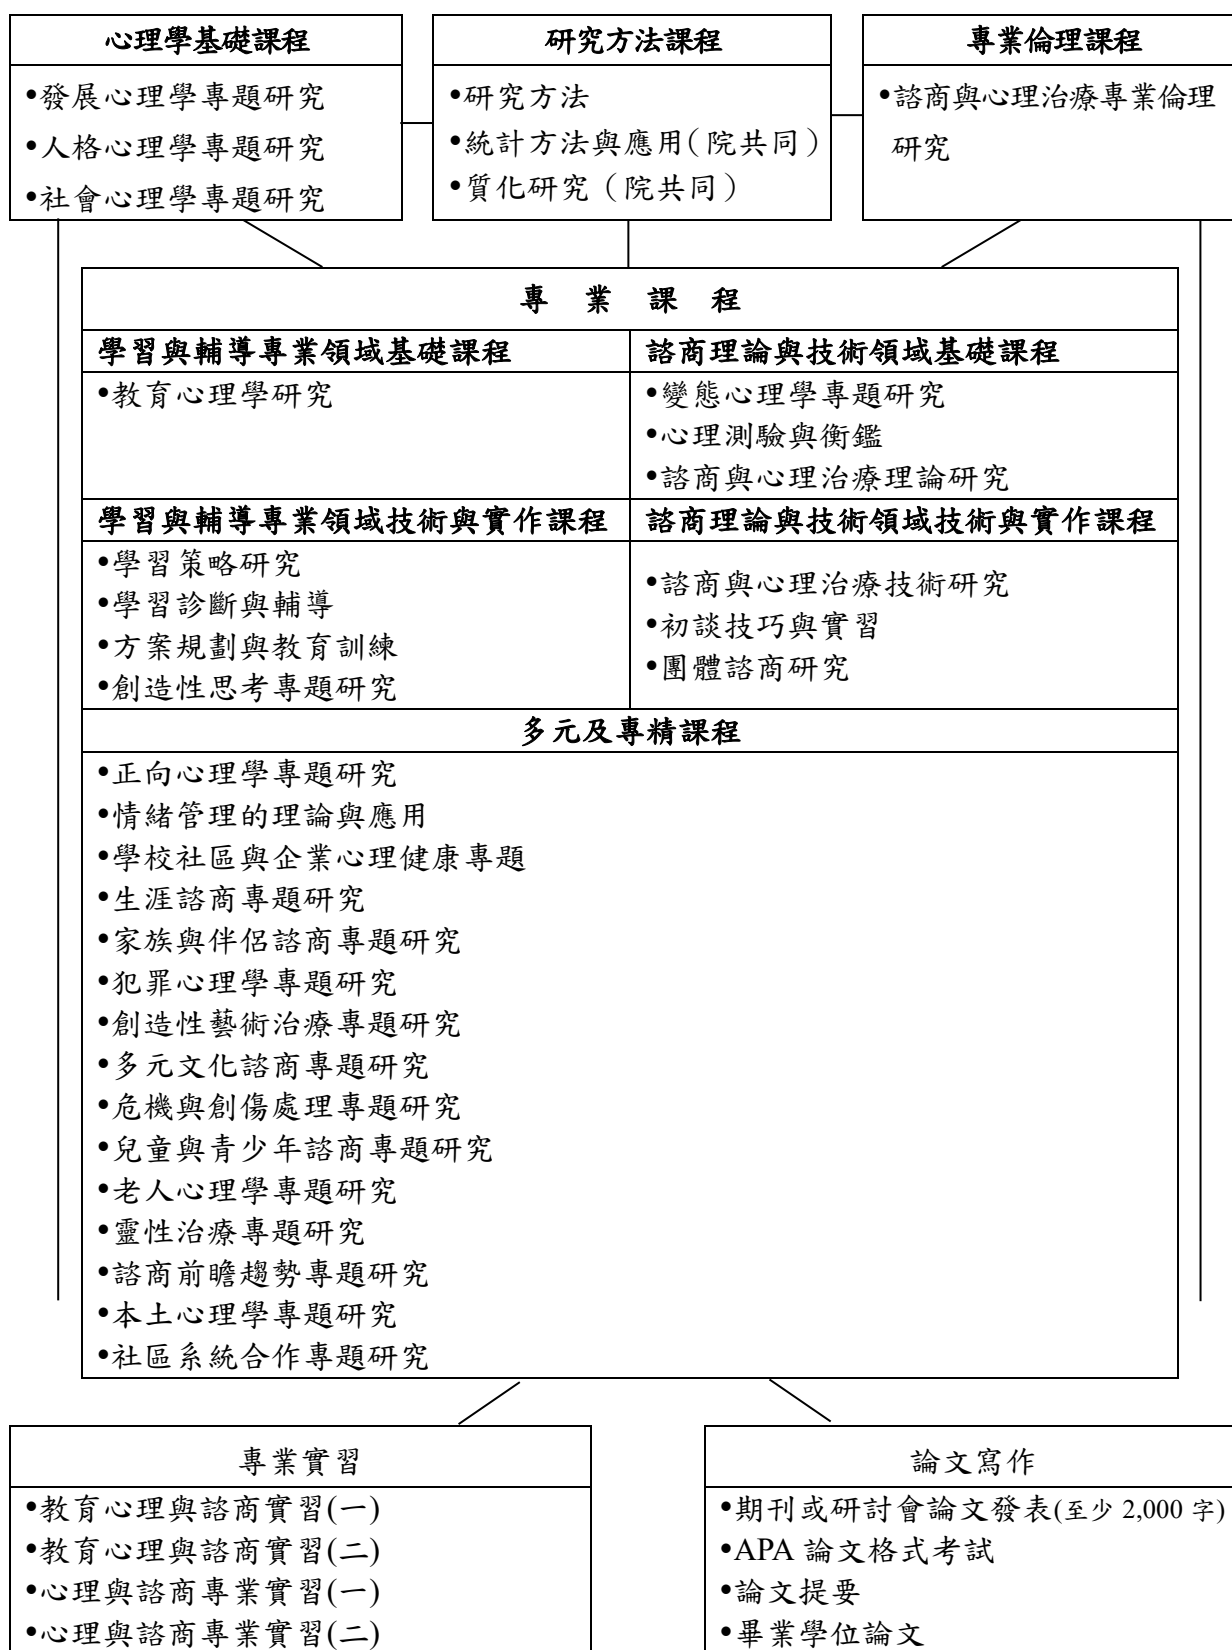 心理學基礎課程
•發展心理學專題研究
•人格心理學專題研究
•社會心理學專題研究
研究方法課程
•研究方法
•統計方法與應用(院共同)
•質化研究（院共同）
專業倫理課程
•諮商與心理治療專業倫理
研究
專 業 課 程
學習與輔導專業領域基礎課程
•教育心理學研究
諮商理論與技術領域基礎課程
•變態心理學專題研究
•心理測驗與衡鑑
•諮商與心理治療理論研究
學習與輔導專業領域技術與實作課程
•學習策略研究
•學習診斷與輔導
•方案規劃與教育訓練
•創造性思考專題研究
諮商理論與技術領域技術與實作課程
•諮商與心理治療技術研究
•初談技巧與實習
•團體諮商研究
多元及專精課程
•正向心理學專題研究
•情緒管理的理論與應用
•學校社區與企業心理健康專題
•生涯諮商專題研究
•家族與伴侶諮商專題研究
•犯罪心理學專題研究
•創造性藝術治療專題研究
•多元文化諮商專題研究
•危機與創傷處理專題研究
•兒童與青少年諮商專題研究
•老人心理學專題研究
•靈性治療專題研究
•諮商前瞻趨勢專題研究
•本土心理學專題研究
•社區系統合作專題研究
專業實習
•教育心理與諮商實習(一)
•教育心理與諮商實習(二)
•心理與諮商專業實習(一)
•心理與諮商專業實習(二)
論文寫作
•期刊或研討會論文發表(至少 2,000 字)
•APA 論文格式考試
•論文提要
•畢業學位論文